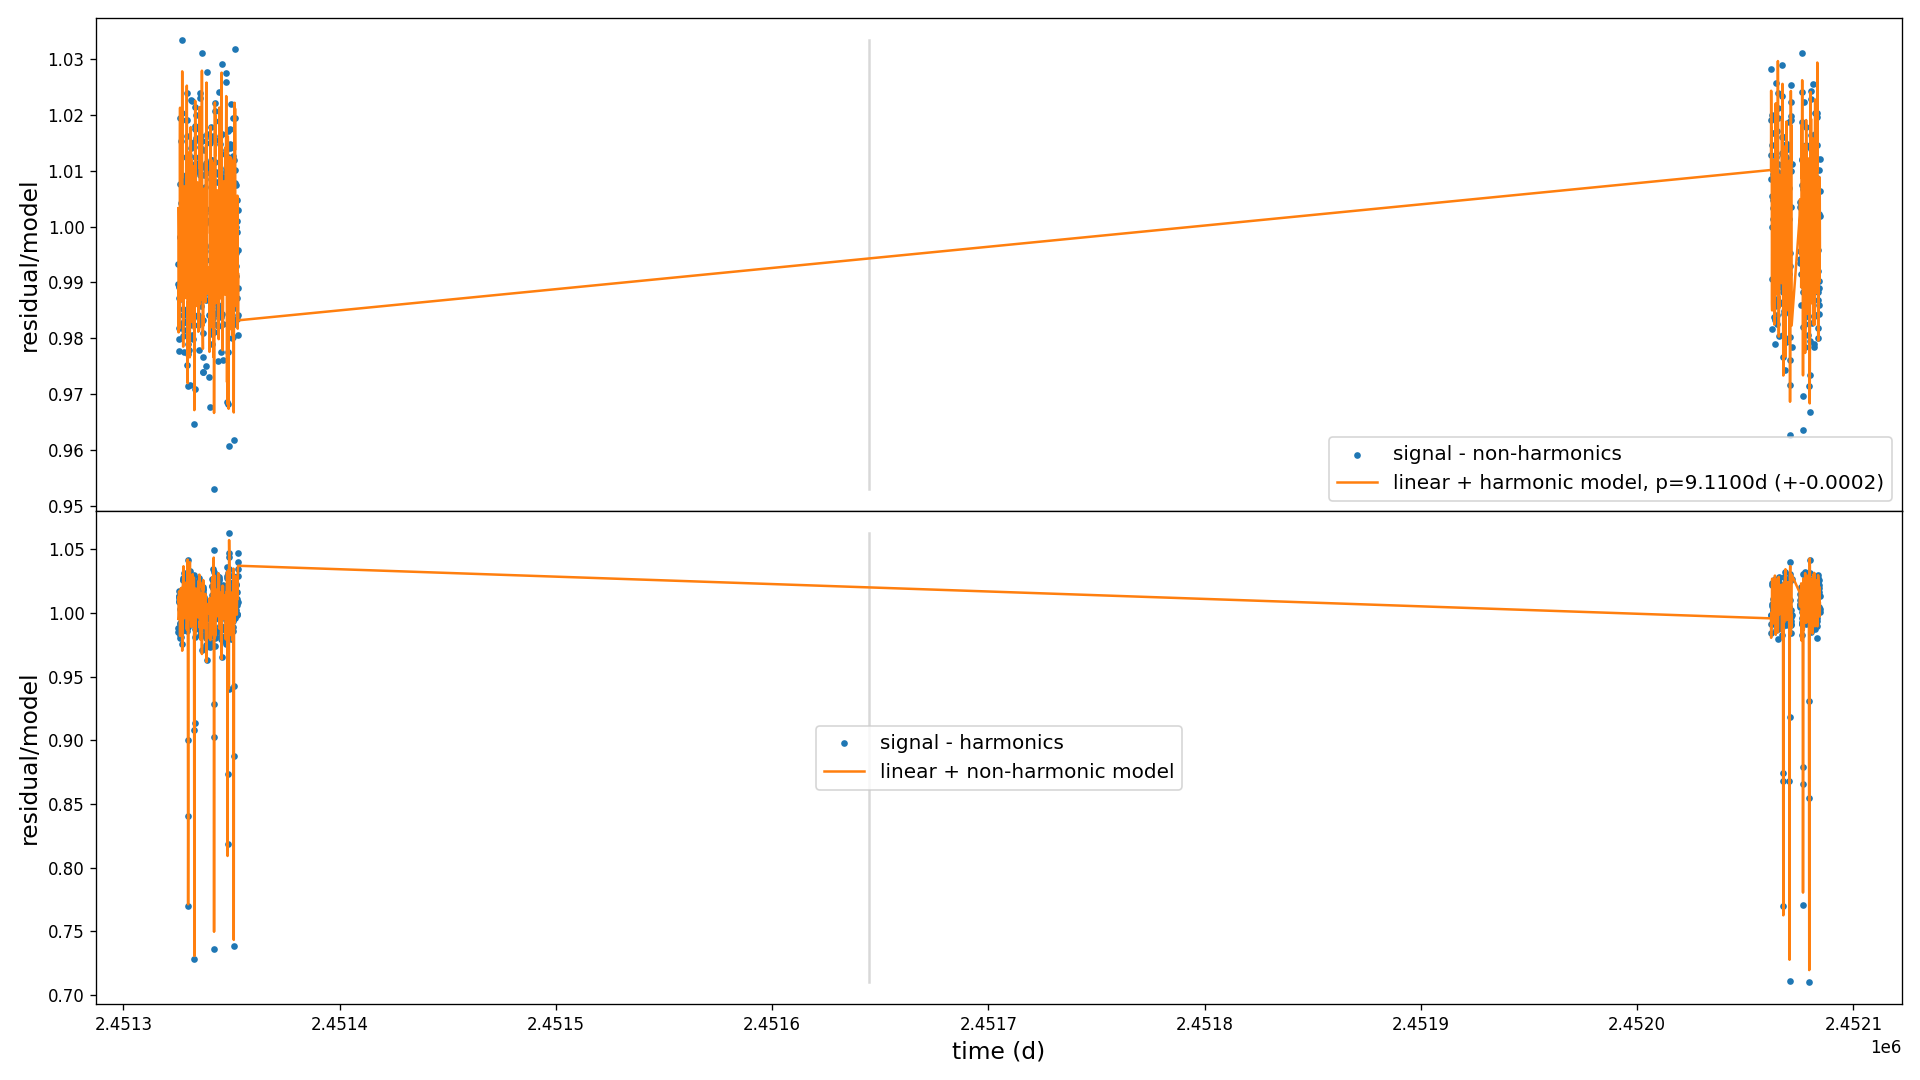 1.03
1.02
1.01
1.00
0.99
0.98
0.97
0.96
0.95
residual/model
signal - non-harmonics
linear + harmonic model, p=9.1100d (+-0.0002)
1.05
1.00
0.95
0.90
0.85
0.80
0.75
0.70
residual/model
signal - harmonics
linear + non-harmonic model
2.4513 2.4514 2.4515 2.4516 2.4517 2.4518 2.4519 2.4520 2.4521
1e6
time (d)